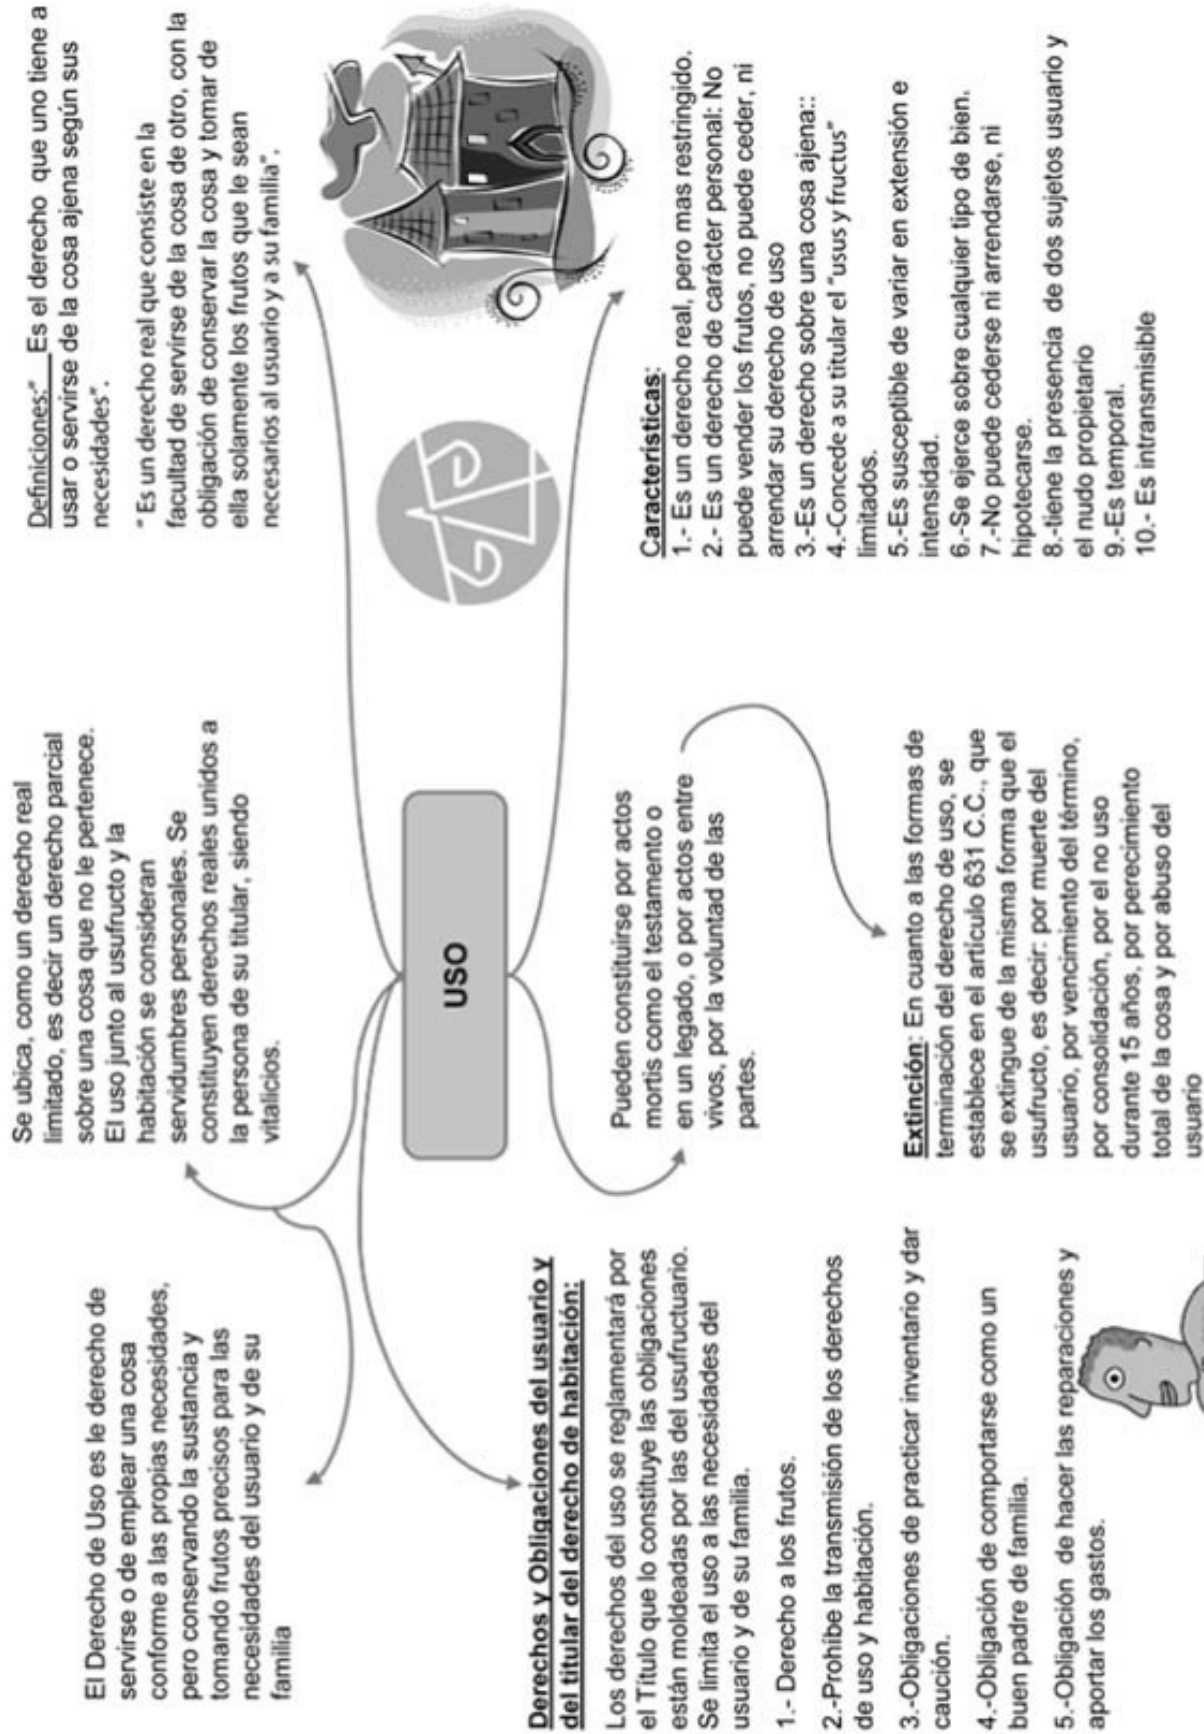 El Derecho de Uso es le derecho de
servirse o de emplear una cosa
conforme a las propias necesidades,
pero conservando la sustancia y
tomando frutos precisos para las
necesidades del usuario y de su
familia
Se ubica, como un derecho real
limitado, es decir un derecho parcial
sobre una cosa que no le pertenece.
El uso junto al usufructo y la
habitación se consideran
servidumbres personales. Se
constituyen derechos reales unidos a
la persona de su titular, siendo
vitalicios.
Definiciones:" Es el derecho que uno tiene a
usar o servirse de la cosa ajena según sus
necesidades".
" Es un derecho real que consiste en la
facultad de servirse de la cosa de otro, con la
obligación de conservar la cosa y tomar de
ella solamente los frutos que le sean
necesarios al usuario y a su familia".
USO
Derechos y Obligaciones del usuario y
del titular del derecho de habitación:
Los derechos del uso se reglamentará por
el Título que lo constituye las obligaciones
están moldeadas por las del usufructuario.
Se limita el uso a las necesidades del
usuario y de su familia.
1.- Derecho a los frutos.
2.-Prohíbe la transmisión de los derechos
de uso y habitación.
3.-Obligaciones de practicar inventario y dar
caución.
4.-Obligación de comportarse como un
buen padre de familia.
5.-Obligación de hacer las reparaciones y
aportar los gastos.
Pueden constituirse por actos
mortis como el testamento o
en un legado, o por actos entre
vivos, por la voluntad de las
partes.
Extinción: En cuanto a las formas de
terminación del derecho de uso, se
establece en el artículo 631 C.C., que
se extingue de la misma forma que el
usufructo, es decir: por muerte del
usuario, por vencimiento del término,
por consolidación, por el no uso
durante 15 años, por perecimiento
total de la cosa y por abuso del
usuario
Características:
1.- Es un derecho real, pero mas restringido.
2.- Es un derecho de carácter personal: No
puede vender los frutos, no puede ceder, ni
arrendar su derecho de uso
3.-Es un derecho sobre una cosa ajena::
4.-Concede a su titular el "usus y fructus"
limitados.
5.-Es susceptible de variar en extensión e
intensidad.
6.-Se ejerce sobre cualquier tipo de bien.
7.-No puede cederse ni arrendarse, ni
hipotecarse.
8.-tiene la presencia de dos sujetos usuario y
el nudo propietario
9.-Es temporal.
10.- Es intransmisible